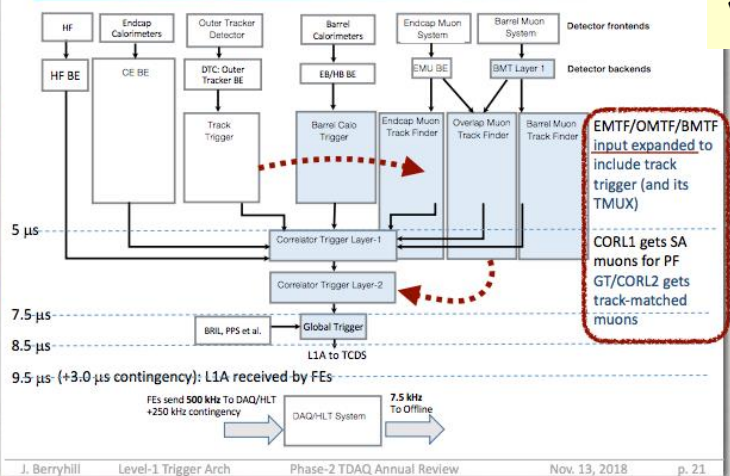 HF
Endcap
Calorimeters
Outer Tracker
Detector
Barrel
Calorimeters
Endcap Muon
System
Barrel Muon
System
Detector frontends
HF BE
CE BE
DTC: Outer
Tracker BE
EB/HB BE
EMU BE
BMT Layer 1
Detector backends
Track
Trigger
Barrel Calo
Trigger
Endcap Muon
Track Finder
Overlap Muon
Track Finder
Barrel Muon
Track Finder
EMTF/OMTF/BMTF
input expanded to
include track
trigger (and its
TMUX)
CORL1 gets SA
muons for PF
GT/CORL2 gets
track-matched
muons
5 μs
Correlator Trigger Layer-1
Correlator Trigger Layer-2
7.5 μs
BRIL, PPS et al.
Global Trigger
8.5 μs
L1A to TCDS
9.5 μs (+3.0 μs contingency): L1A received by FEs
FEs send 500 kHz To DAQ/HLT
+250 kHz contingency
DAQ/HLT System
7.5 kHz
To Offline
J. Berryhill Level-1 Trigger Arch Phase-2 TDAQ Annual Review Nov. 13, 2018 p. 21